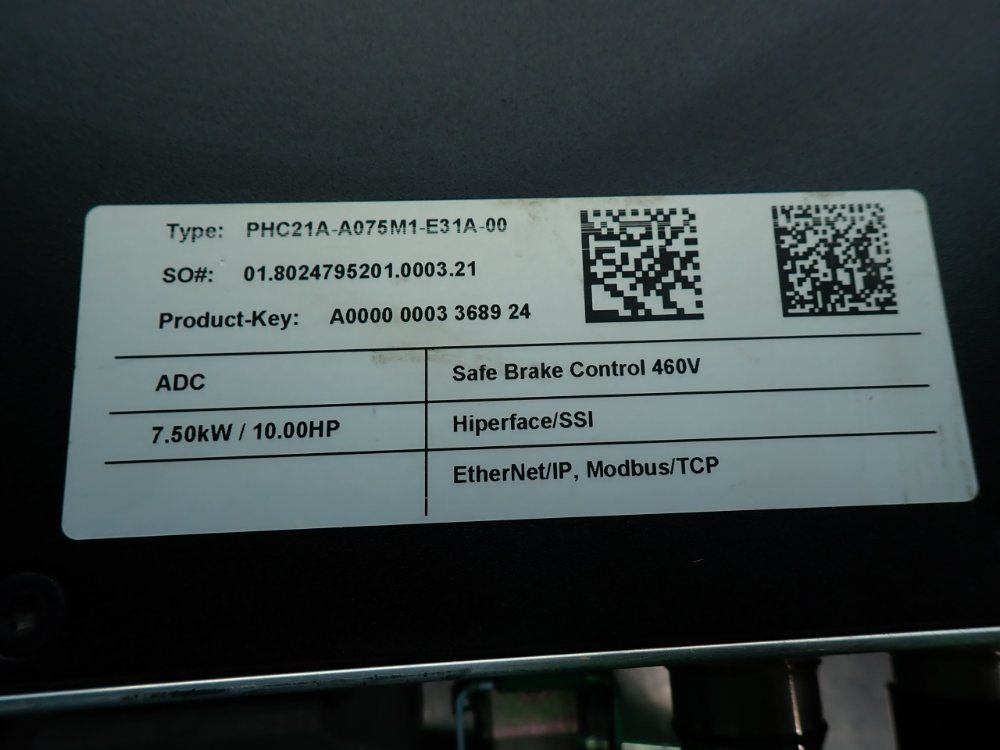 Type: PHC21A-A075M1-E31A-00
SO#: 01.8024795201.0003.21
Product-Key: A0000 0003 3689 24
ADC
Safe Brake Control 460V
7.50kW / 10.00HP
Hiperface/SSI
EtherNet/IP, Modbus/TCP